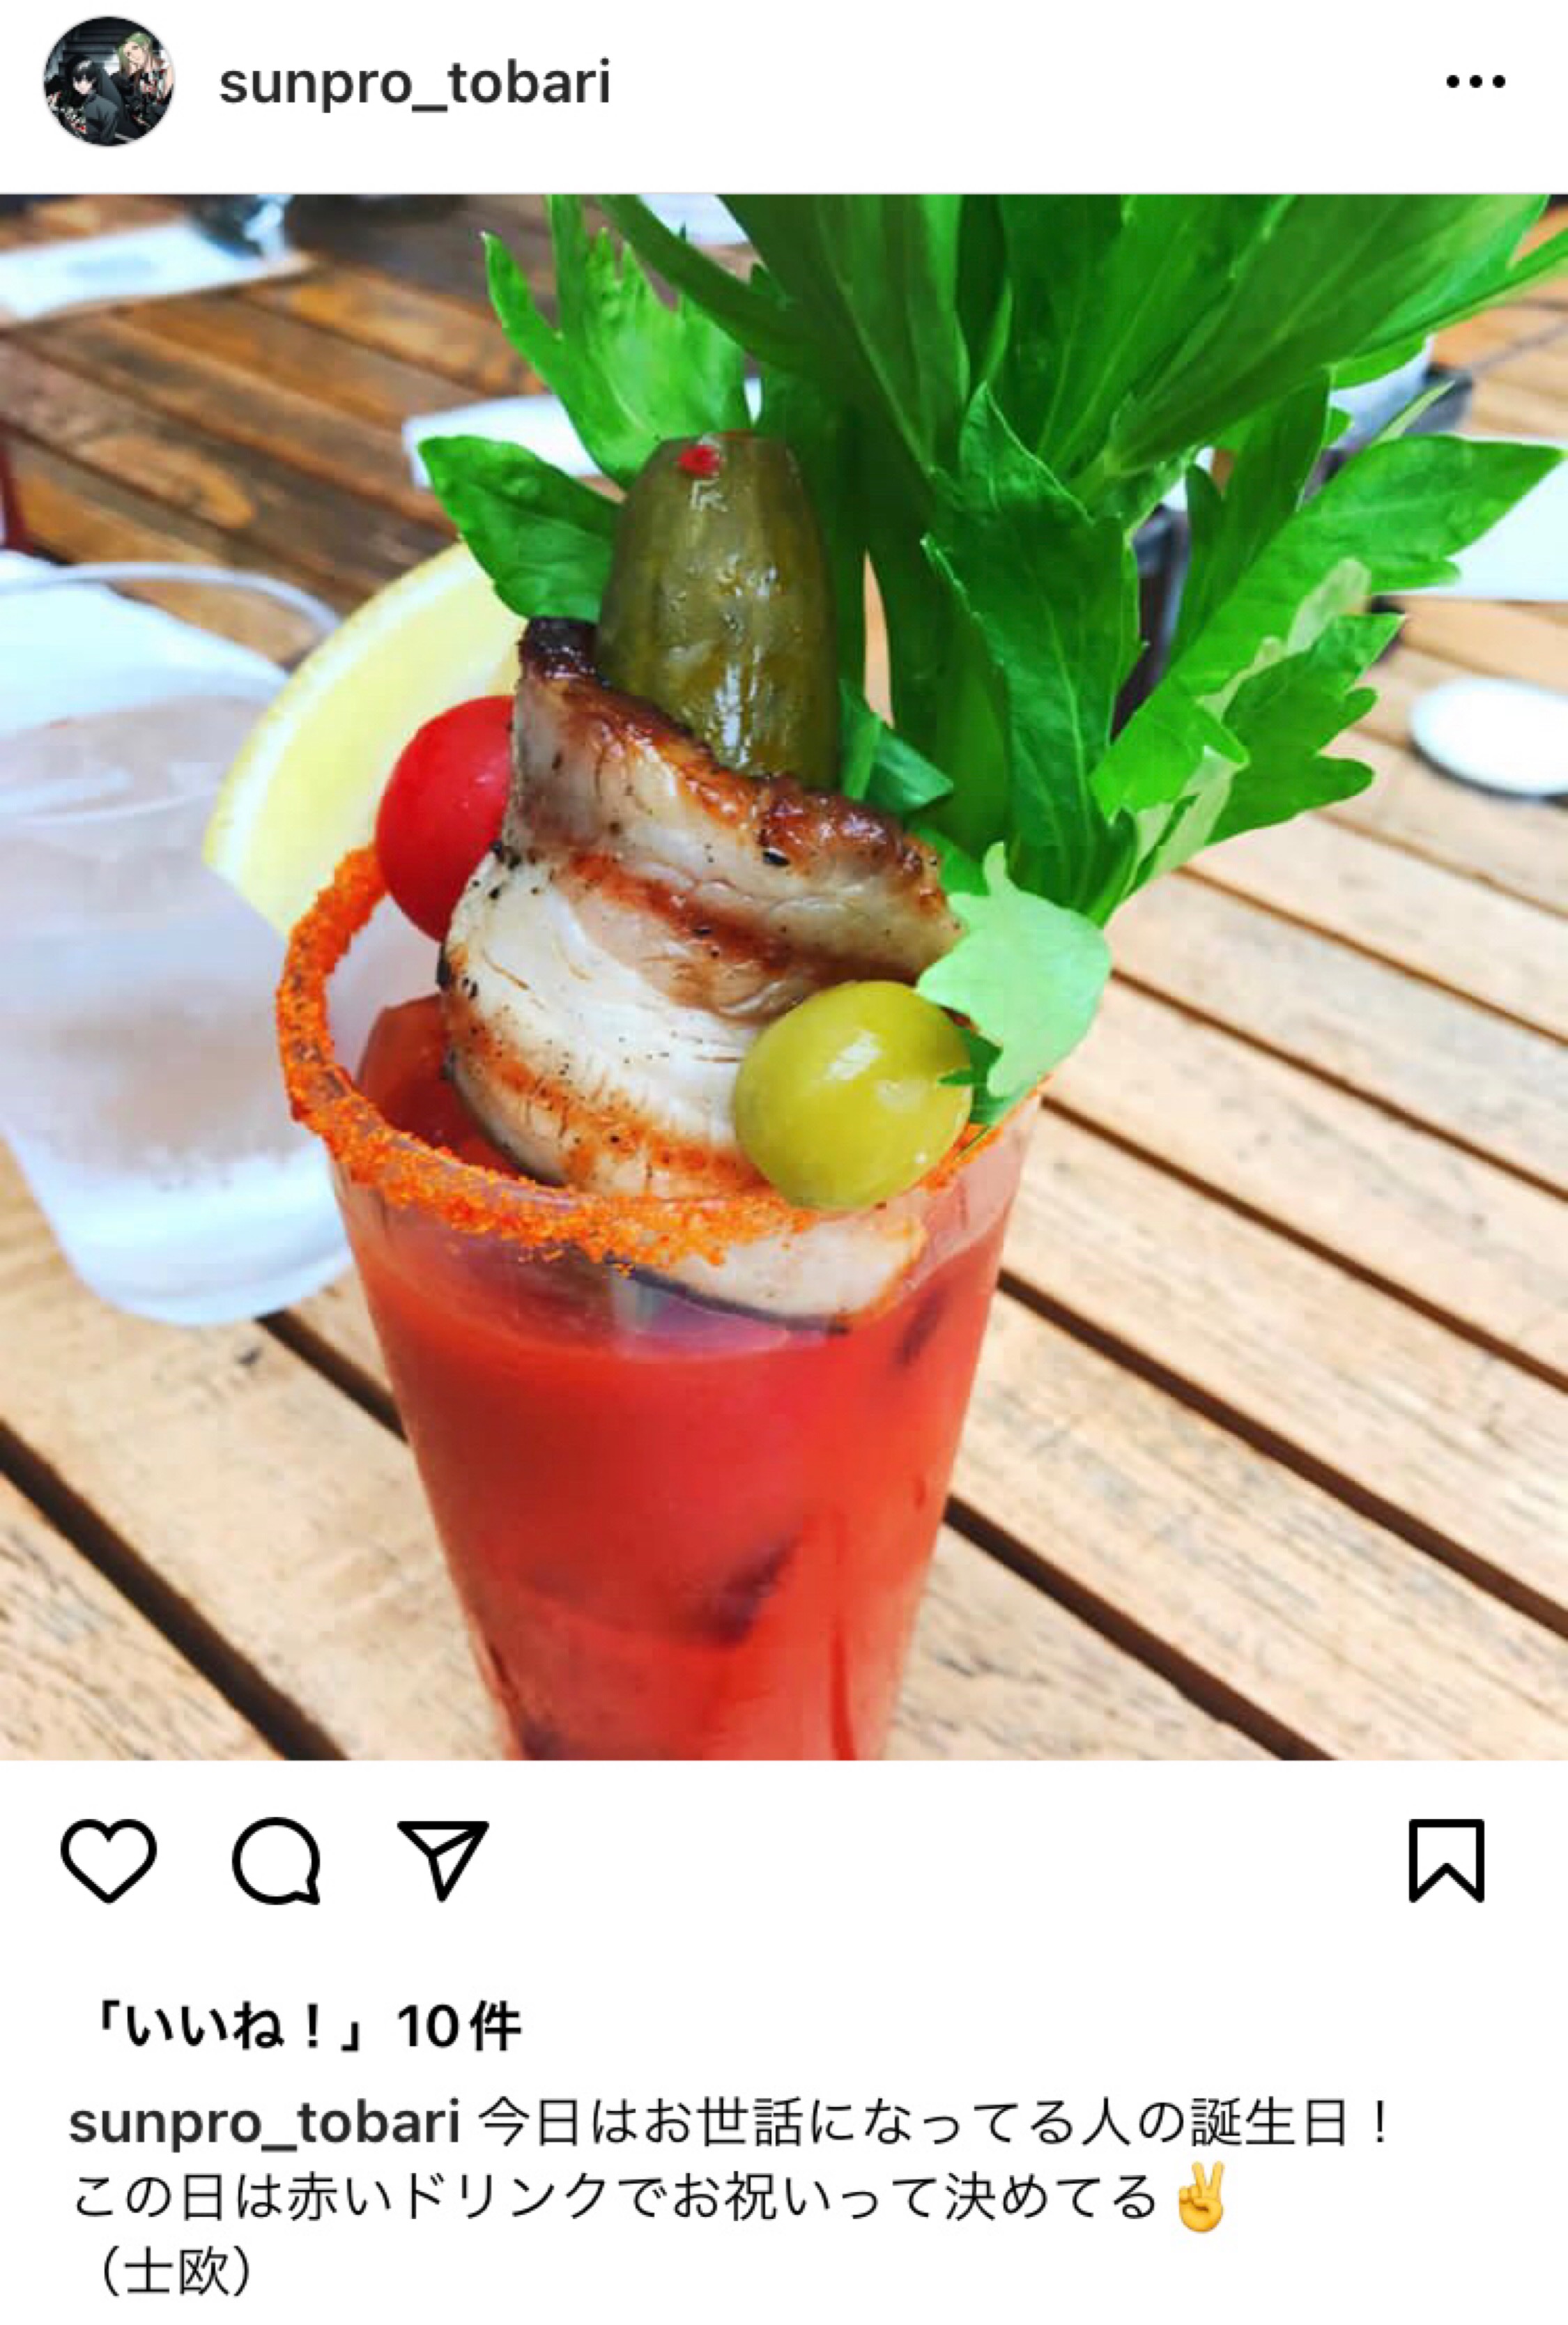 sunpro_tobari
「いいね！」10件
sunpro_tobari 今日はお世話になってる人の誕生日！
この日は赤いドリンクでお祝いって決めてる✌️
（士欧）